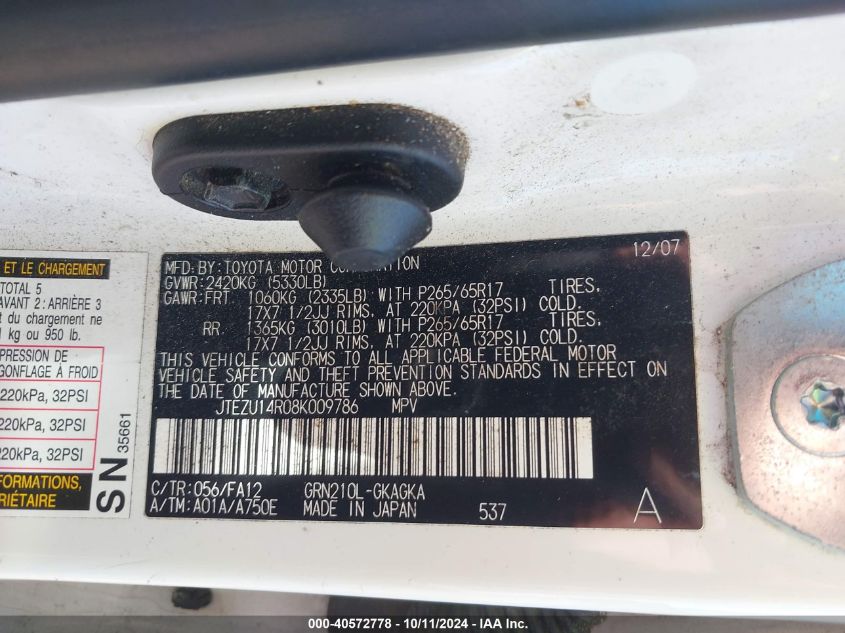 ET LE CHARGEMENT
TOTAL 5
AVANT 2: ARRIÈRE 3
t du chargement ne
kg ou 950 lb.
PRESSION DE
GONFLAGE À FROID
220kPa, 32PSI
220kPa, 32PSI
220kPa, 32PSI
FORMATIONS,
RIÉTAIRE
SN 35661
12/07
MFD. BY: TOYOTA MOTOR
GVWR: 2420KG (5330LB)
GAWR: FRT. 1060KG (2335LB) WITH P265/65R17 TIRES.
17X7 1/2JJ RIMS. AT 220KPA (32PSI) COLD.
RR. 1365KG (3010LB) WITH P265/65R17 TIRES.
17X7 1/2JJ RIMS. AT 220KPA (32PSI) COLD.
THIS VEHICLE CONFORMS TO ALL APPLICABLE FEDERAL MOTOR
VEHICLE SAFETY AND THEFT PREVENTION STANDARDS IN EFFECT ON
THE DATE OF MANUFACTURE SHOWN ABOVE.
JTEZU14R08K009786 MPV
C/TR: 056/FA12 GRN210L-GKAGKA
A/TM: A01A/A750E MADE IN JAPAN 537 A
000-40572778 - 10/11/2024 - IAA Inc.